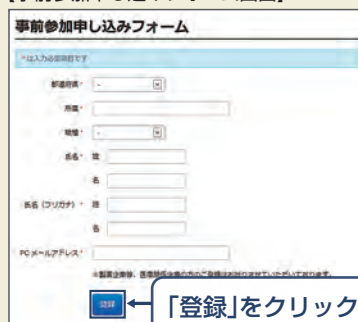 事前参加申し込みフォーム
*は入力必須項目です
都道府県* -
所属*
職種* -
氏名* 姓
名
氏名（フリガナ）* 姓
名
PCメールアドレス*
登録
「登録」をクリック